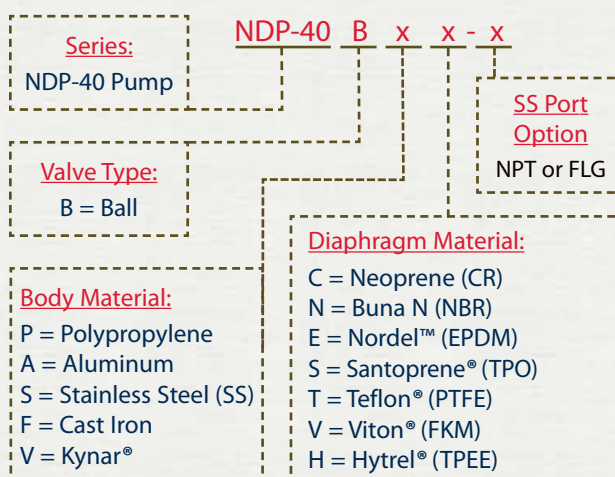 NDP-40 B x x - x
Series:
NDP-40 Pump
Valve Type:
B = Ball
Body Material:
P = Polypropylene
A = Aluminum
S = Stainless Steel (SS)
F = Cast Iron
V = Kynar®
Diaphragm Material:
C = Neoprene (CR)
N = Buna N (NBR)
E = Nordel™ (EPDM)
S = Santoprene® (TPO)
T = Teflon® (PTFE)
V = Viton® (FKM)
H = Hytrel® (TPEE)
SS Port
Option
NPT or FLG